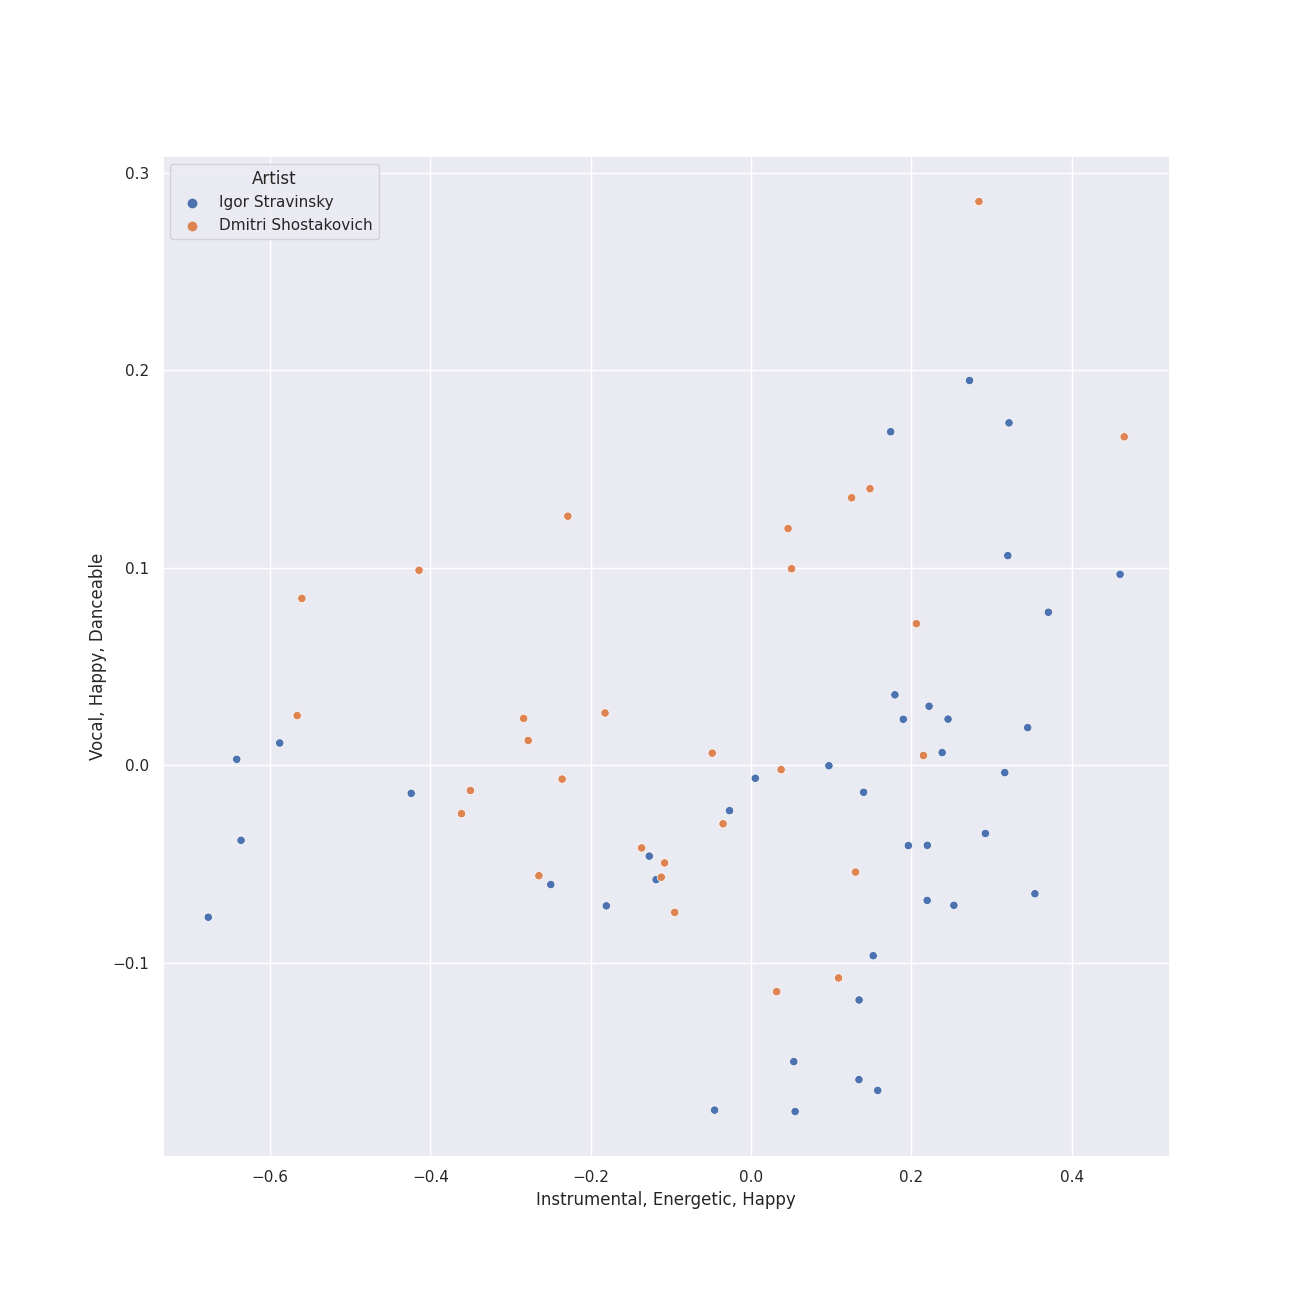 Artist
Igor Stravinsky
Dmitri Shostakovich
0.3
0.2
0.1
0.0
−0.1
Vocal, Happy, Danceable
−0.6
−0.4
−0.2
0.0
0.2
0.4
Instrumental, Energetic, Happy